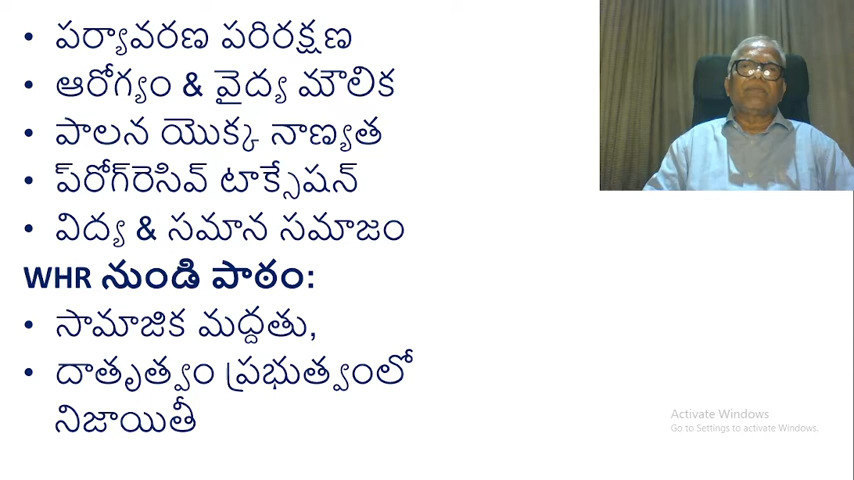 • పర్యావరణ పరిరక్షణ
• ఆరోగ్యం & వైద్య మౌలిక
• పాలన యొక్క నాణ్యత
• ప్రోగ్‌రెసివ్ టాక్సేషన్
• విద్య & సమాన సమాజం
WHR నుండి పాఠం:
• సామాజిక మద్దతు,
• దాతృత్వం ప్రభుత్వంలో
నిజాయితీ
Activate Windows
Go to Settings to activate Windows.